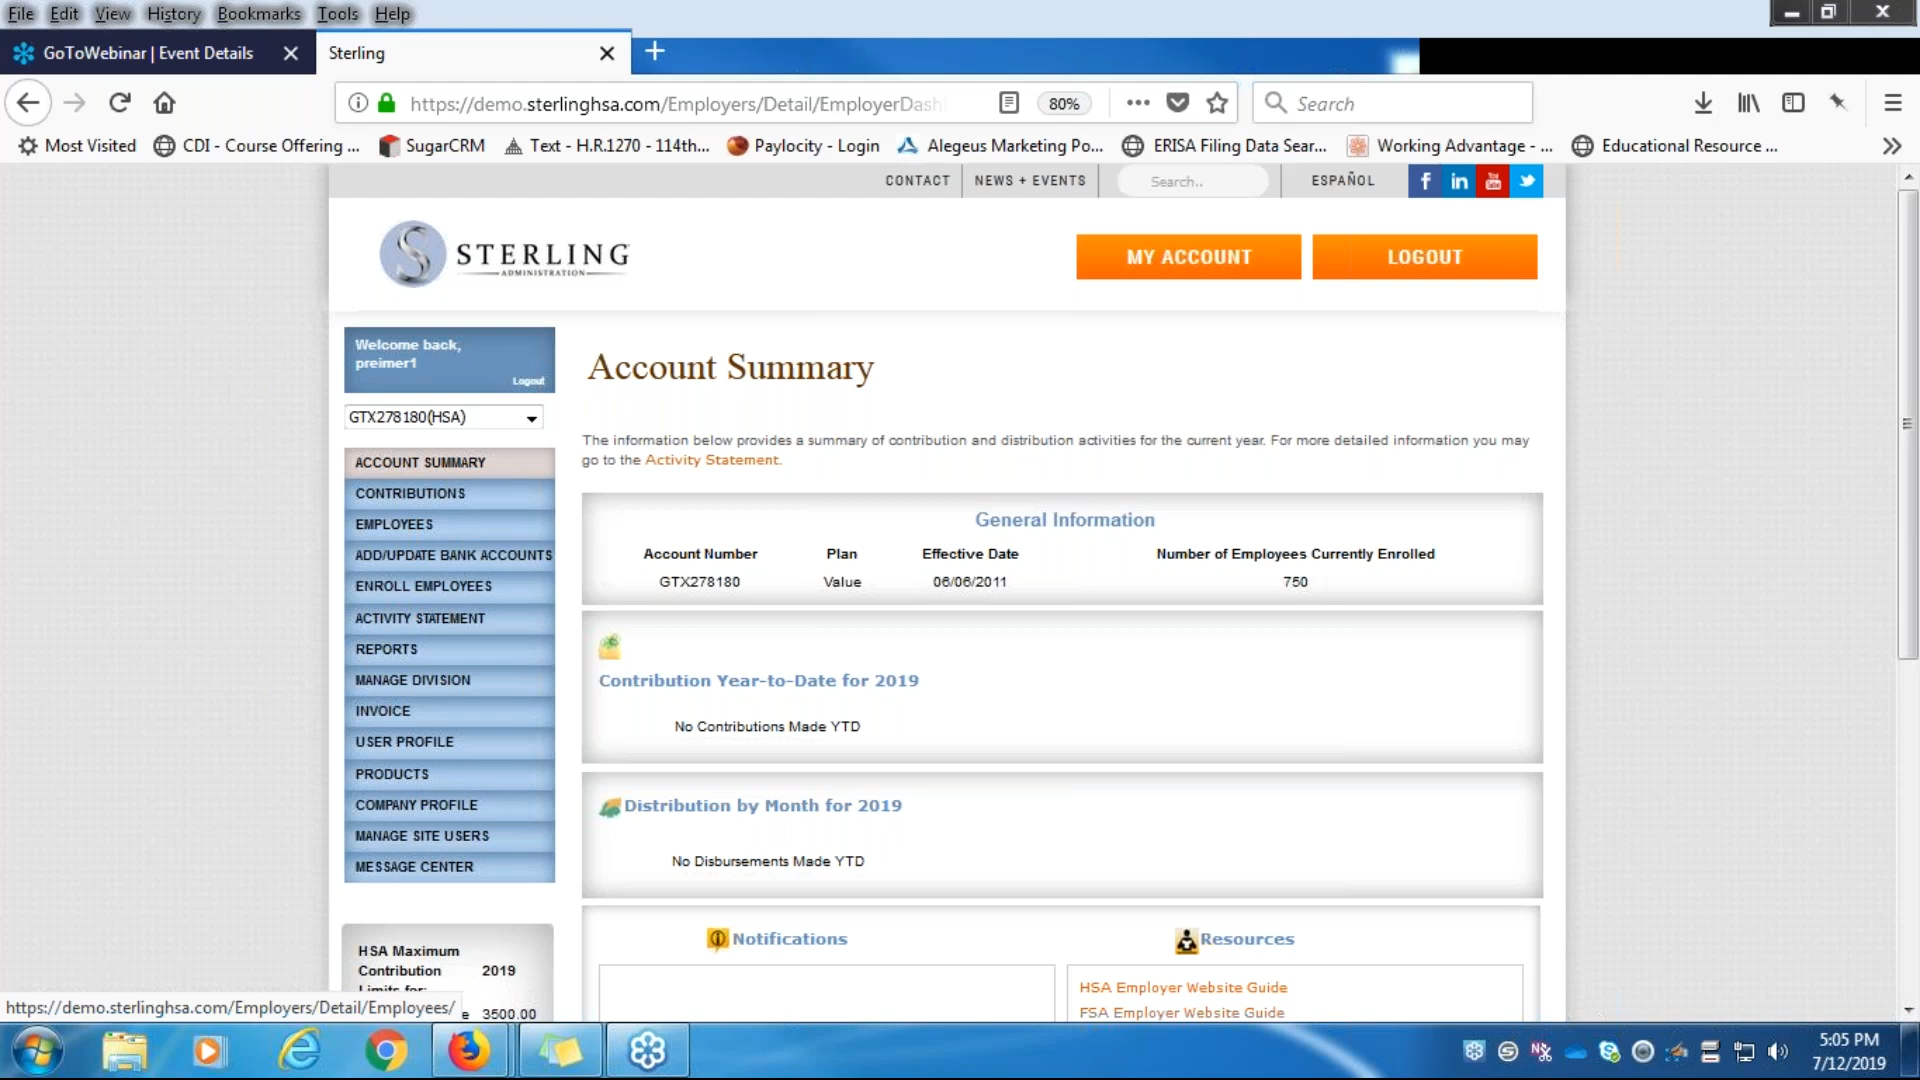 File Edit View History Bookmarks Tools Help
GoToWebinar | Event Details
Sterling
https://demo.sterlinghsa.com/Employers/Detail/EmployerDash
80%
Search
Most Visited
CDI - Course Offering ...
SugarCRM
Text - H.R.1270 - 114th...
Paylocity - Login
Alegeus Marketing Po...
ERISA Filing Data Sear...
Working Advantage - ...
Educational Resource ...
CONTACT
NEWS + EVENTS
Search..
ESPAÑOL
STERLING
ADMINISTRATION
MY ACCOUNT
LOGOUT
Welcome back,
preimer1
Logout
GTX278180(HSA)
ACCOUNT SUMMARY
CONTRIBUTIONS
EMPLOYEES
ADD/UPDATE BANK ACCOUNTS
ENROLL EMPLOYEES
ACTIVITY STATEMENT
REPORTS
MANAGE DIVISION
INVOICE
USER PROFILE
PRODUCTS
COMPANY PROFILE
MANAGE SITE USERS
MESSAGE CENTER
HSA Maximum
Contribution 2019
Limits for:
3500.00
Account Summary
The information below provides a summary of contribution and distribution activities for the current year. For more detailed information you may
go to the Activity Statement.
General Information
Account Number Plan Effective Date Number of Employees Currently Enrolled
GTX278180 Value 06/06/2011 750
Contribution Year-to-Date for 2019
No Contributions Made YTD
Distribution by Month for 2019
No Disbursements Made YTD
Notifications
Resources
HSA Employer Website Guide
FSA Employer Website Guide
https://demo.sterlinghsa.com/Employers/Detail/Employees/
5:05 PM
7/12/2019